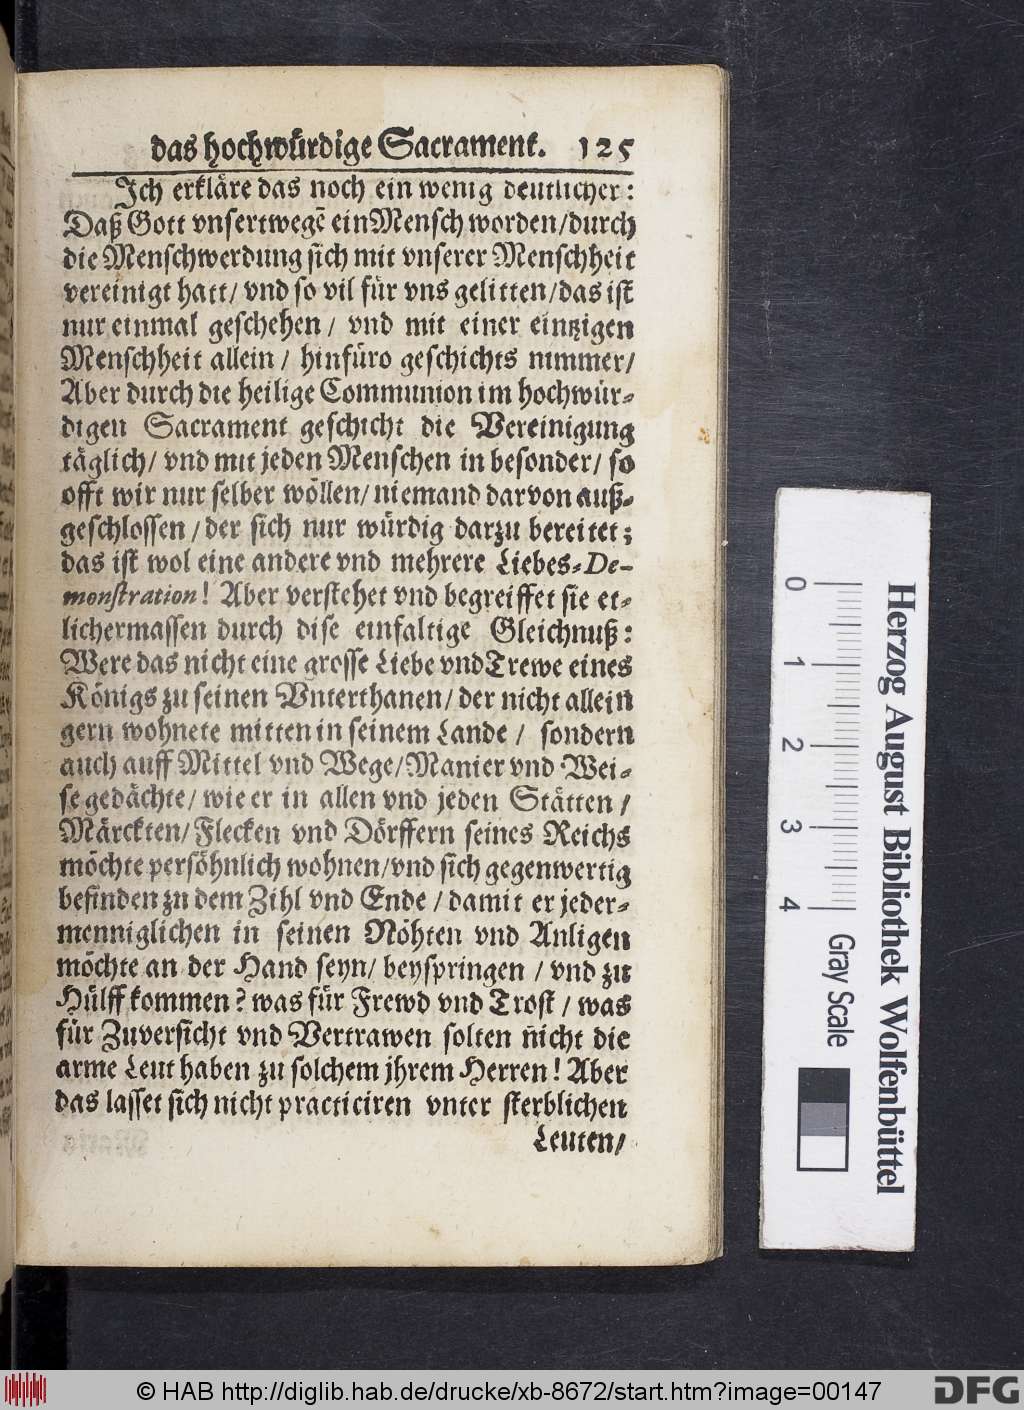 das hochwürdige Sacrament. 125
Ich erkläre das noch ein wenig deutlicher:
Daß Gott vnsertwegē ein Mensch worden/durch
die Menschwerdung sich mit vnserer Menschheit
vereinigt hatt/ vnd so vil für vns gelitten/das ist
nur einmal geschehen/ vnd mit einer eintzigen
Menschheit allein/ hinfüro geschichts nimmer/
Aber durch die heilige Communion im hochwür-
digen Sacrament geschicht die Vereinigung
täglich/ vnd mit jeden Menschen in besonder/ so
offt wir nur selber wöllen/ niemand darvon auß-
geschlossen/der sich nur würdig darzu bereitet;
das ist wol eine andere vnd mehrere Liebes-De-
monstration! Aber verstehet vnd begreiffet sie et-
lichermassen durch dise einfaltige Gleichnuß:
Were das nicht eine grosse Liebe vnd Trewe eines
Königs zu seinen Vnterthanen/ der nicht allein
gern wohnete mitten in seinem Lande/ sondern
auch auff Mittel vnd Wege/Manier vnd Wei-
se gedächte/ wie er in allen vnd jeden Stätten/
Märckten/ Flecken vnd Dörffern seines Reichs
möchte persöhnlich wohnen/vnd sich gegenwertig
befinden zu dem Zihl vnd Ende/damit er jeder-
menniglichen in seinen Nöhten vnd Anligen
möchte an der Hand seyn/ beyspringen/ vnd zu
Hülff kommen? was für Frewd vnd Trost/ was
für Zuversicht vnd Vertrawen solten nicht die
arme Leut haben zu solchem jhrem Herren! Aber
das lasset sich nicht practiciren vnter sterblichen
Leuten/
Herzog August Bibliothek Wolfenbüttel
0 1 2 3 4 Gray Scale
© HAB http://diglib.hab.de/drucke/xb-8672/start.htm?image=00147
DFG